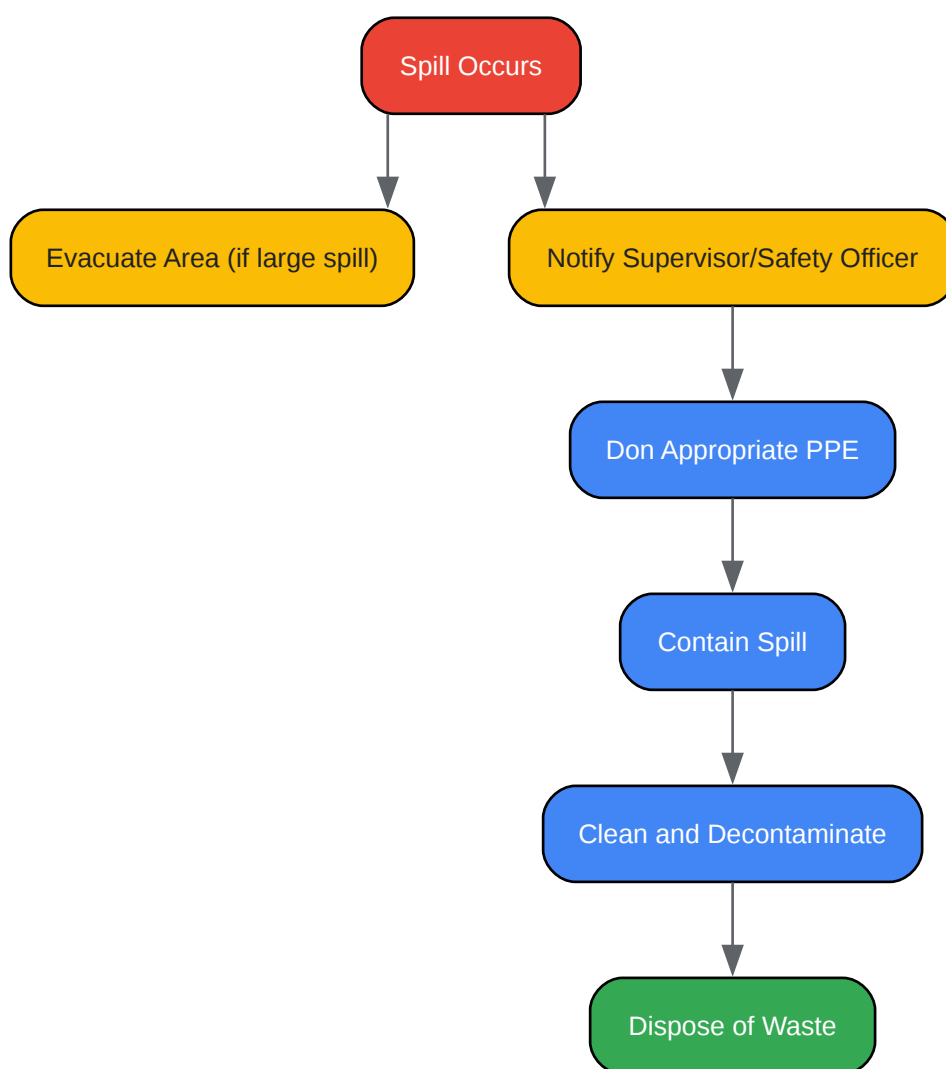 Spill Occurs
Evacuate Area (if large spill)
Notify Supervisor/Safety Officer
Don Appropriate PPE
Contain Spill
Clean and Decontaminate
Dispose of Waste